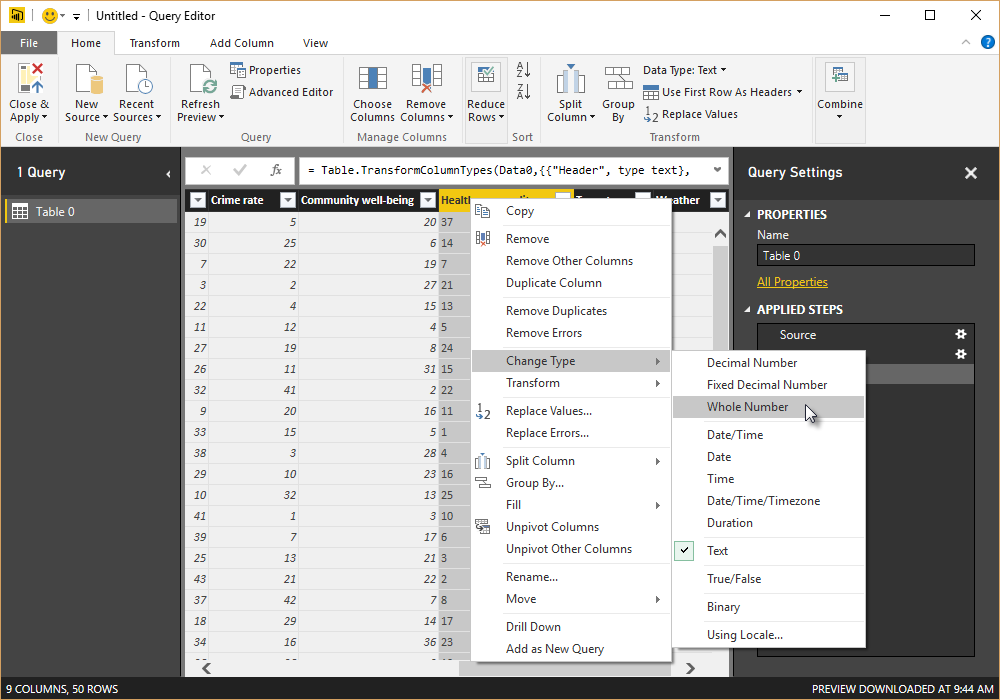 Untitled - Query Editor
File Home Transform Add Column View
Close & Apply
New Source
Recent Sources
Refresh Preview
Properties
Advanced Editor
Choose Columns
Remove Columns
Reduce Rows
Split Column
Group By
Data Type: Text
Use First Row As Headers
Replace Values
Combine
Close New Query Query Manage Columns Sort Transform
1 Query
Table 0
fx
= Table.TransformColumnTypes(Data0,{{"Header", type text},
Crime rate Community well-being
19 5 20 37
30 25 6 14
7 22 19 7
3 2 27 21
22 4 15 13
11 12 4 5
27 19 8 24
26 11 31 15
32 41 2 22
9 20 16 11
33 15 5 1
38 3 28 4
29 10 23 16
10 32 13 25
41 1 3 10
39 7 17 6
25 13 21 3
43 21 22 2
37 42 7 8
18 29 14 17
34 16 36 23
Copy
Remove
Remove Other Columns
Duplicate Column
Remove Duplicates
Remove Errors
Change Type
Transform
Replace Values...
Replace Errors...
Split Column
Group By...
Fill
Unpivot Columns
Unpivot Other Columns
Rename...
Move
Drill Down
Add as New Query
Decimal Number
Fixed Decimal Number
Whole Number
Date/Time
Date
Time
Date/Time/Timezone
Duration
Text
True/False
Binary
Using Locale...
Query Settings
PROPERTIES
Name
Table 0
All Properties
APPLIED STEPS
Source
9 COLUMNS, 50 ROWS
PREVIEW DOWNLOADED AT 9:44 AM